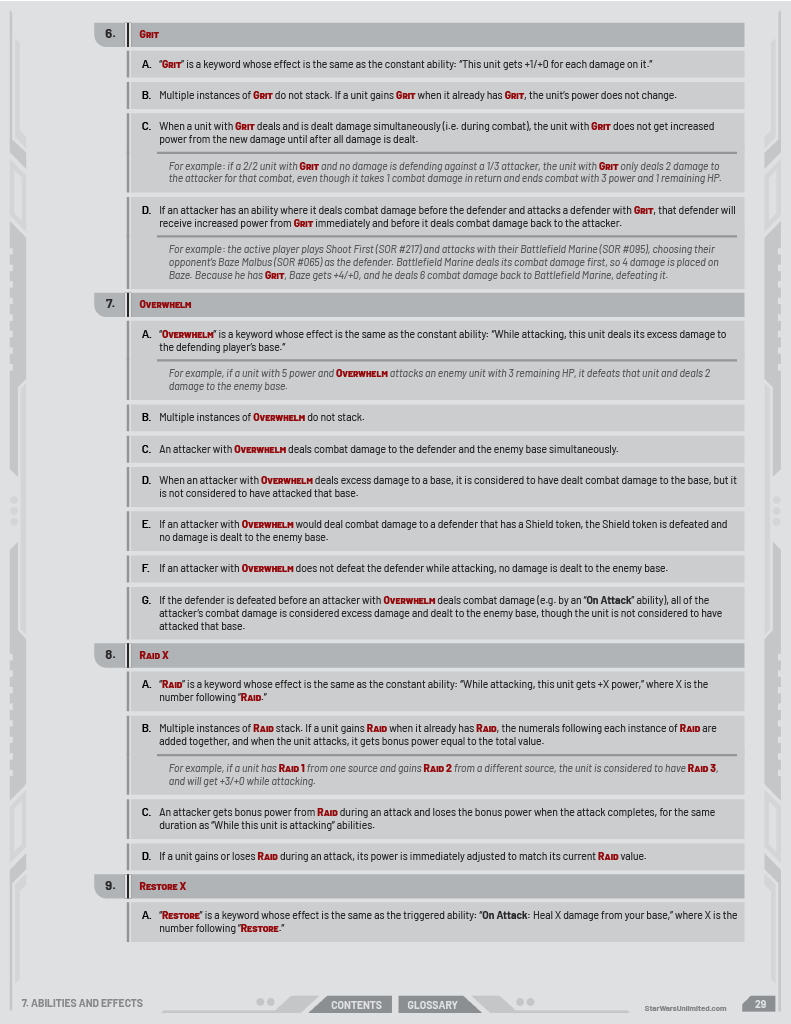 6. Grit
A. “Grit” is a keyword whose effect is the same as the constant ability: “This unit gets +1/+0 for each damage on it.”
B. Multiple instances of Grit do not stack. If a unit gains Grit when it already has Grit, the unit’s power does not change.
C. When a unit with Grit deals and is dealt damage simultaneously (i.e. during combat), the unit with Grit does not get increased
power from the new damage until after all damage is dealt.
For example: if a 2/2 unit with Grit and no damage is defending against a 1/3 attacker, the unit with Grit only deals 2 damage to
the attacker for that combat, even though it takes 1 combat damage in return and ends combat with 3 power and 1 remaining HP.
D. If an attacker has an ability where it deals combat damage before the defender and attacks a defender with Grit, that defender will
receive increased power from Grit immediately and before it deals combat damage back to the attacker.
For example: the active player plays Shoot First (SOR #217) and attacks with their Battlefield Marine (SOR #095), choosing their
opponent’s Baze Malbus (SOR #065) as the defender. Battlefield Marine deals its combat damage first, so 4 damage is placed on
Baze. Because he has Grit, Baze gets +4/+0, and he deals 6 combat damage back to Battlefield Marine, defeating it.
7. Overwhelm
A. “Overwhelm” is a keyword whose effect is the same as the constant ability: “While attacking, this unit deals its excess damage to
the defending player’s base.”
For example, if a unit with 5 power and Overwhelm attacks an enemy unit with 3 remaining HP, it defeats that unit and deals 2
damage to the enemy base.
B. Multiple instances of Overwhelm do not stack.
C. An attacker with Overwhelm deals combat damage to the defender and the enemy base simultaneously.
D. When an attacker with Overwhelm deals excess damage to a base, it is considered to have dealt combat damage to the base, but it
is not considered to have attacked that base.
E. If an attacker with Overwhelm would deal combat damage to a defender that has a Shield token, the Shield token is defeated and
no damage is dealt to the enemy base.
F. If an attacker with Overwhelm does not defeat the defender while attacking, no damage is dealt to the enemy base.
G. If the defender is defeated before an attacker with Overwhelm deals combat damage (e.g. by an “On Attack” ability), all of the
attacker’s combat damage is considered excess damage and dealt to the enemy base, though the unit is not considered to have
attacked that base.
8. Raid X
A. “Raid” is a keyword whose effect is the same as the constant ability: “While attacking, this unit gets +X power,” where X is the
number following “Raid.”
B. Multiple instances of Raid stack. If a unit gains Raid when it already has Raid, the numerals following each instance of Raid are
added together, and when the unit attacks, it gets bonus power equal to the total value.
For example, if a unit has Raid 1 from one source and gains Raid 2 from a different source, the unit is considered to have Raid 3,
and will get +3/+0 while attacking.
C. An attacker gets bonus power from Raid during an attack and loses the bonus power when the attack completes, for the same
duration as “While this unit is attacking” abilities.
D. If a unit gains or loses Raid during an attack, its power is immediately adjusted to match its current Raid value.
9. Restore X
A. “Restore” is a keyword whose effect is the same as the triggered ability: “On Attack: Heal X damage from your base,” where X is the
number following “Restore.”
7. ABILITIES AND EFFECTS
CONTENTS
GLOSSARY
StarWarsUnlimited.com
29